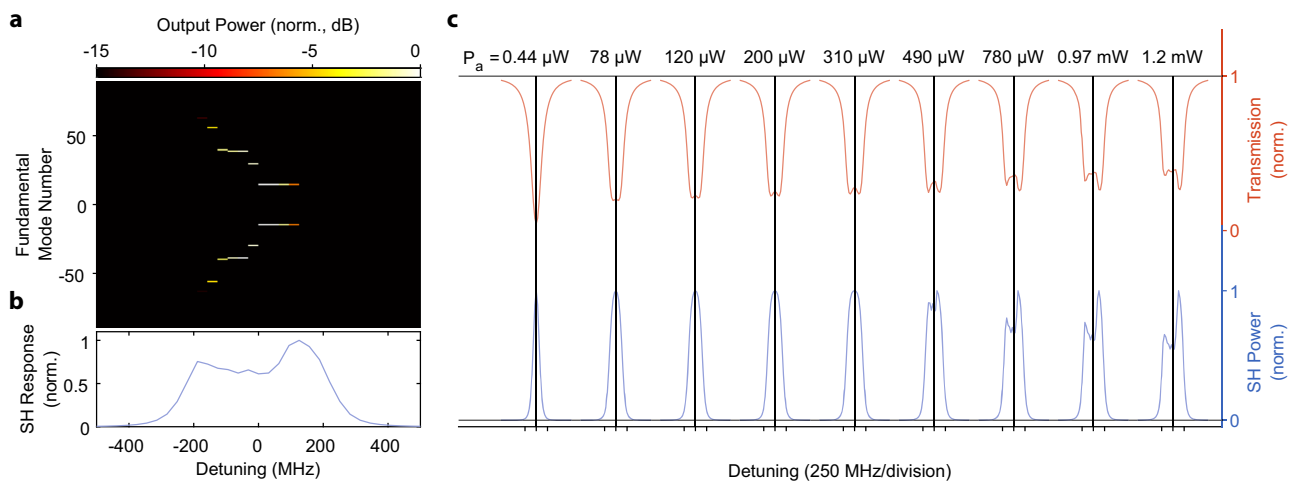 a
Output Power (norm., dB)
-15 -10 -5 0
Fundamental
Mode Number
50
0
-50
b
SH Response
(norm.)
1
0.5
0
-400 -200 0 200 400
Detuning (MHz)
c
Pa = 0.44 µW 78 µW 120 µW 200 µW 310 µW 490 µW 780 µW 0.97 mW 1.2 mW
1
Transmission
(norm.)
0
1
SH Power
(norm.)
0
Detuning (250 MHz/division)